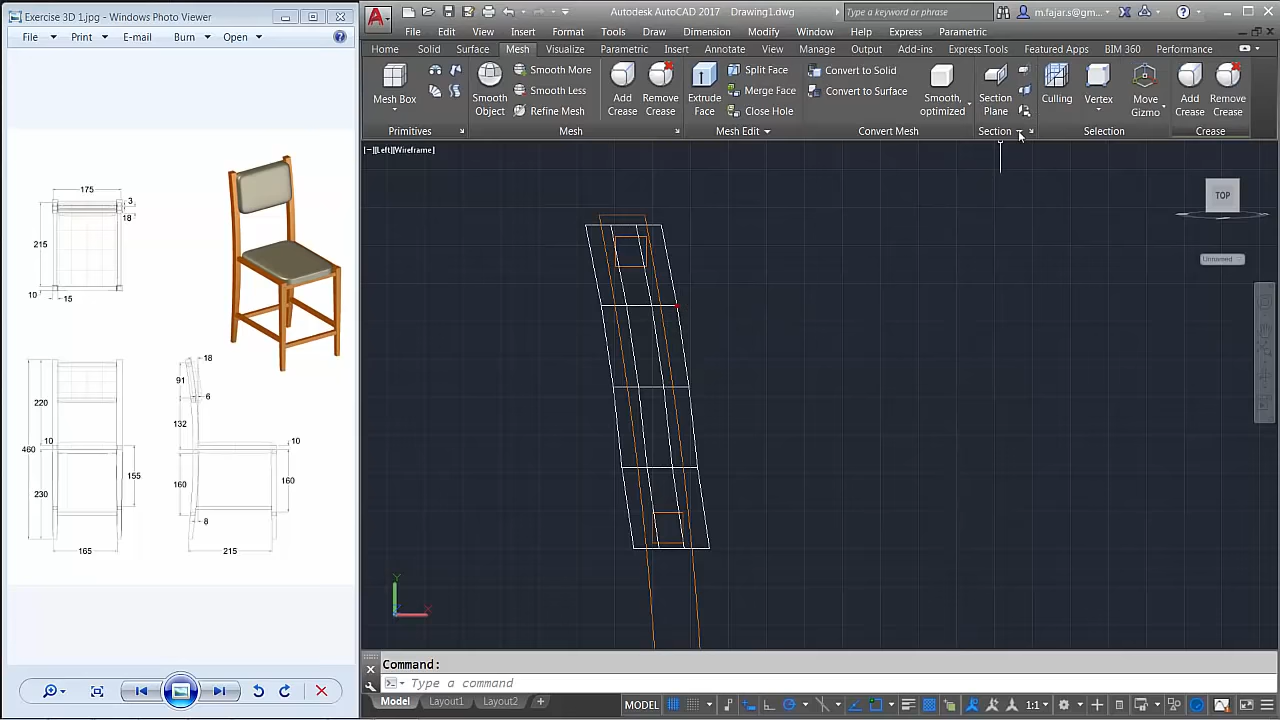 Exercise 3D 1.jpg - Windows Photo Viewer
File Print E-mail Burn Open
175
3
18
215
10
15
18
91
6
220
132
10
10
460
155
160
160
230
8
165
215
Autodesk AutoCAD 2017 Drawing1.dwg
Type a keyword or phrase
m.fajar.s@gm...
File Edit View Insert Format Tools Draw Dimension Modify Window Help Express Parametric
Home Solid Surface Mesh Visualize Parametric Insert Annotate View Manage Output Add-ins Express Tools Featured Apps BIM 360 Performance
Mesh Box
Smooth Object
Smooth More
Smooth Less
Refine Mesh
Add Crease
Remove Crease
Extrude Face
Split Face
Merge Face
Close Hole
Convert to Solid
Convert to Surface
Smooth, optimized
Section Plane
Culling
Vertex
Move Gizmo
Add Crease
Remove Crease
Primitives Mesh Mesh Edit Convert Mesh Section Selection Crease
[−][Left][Wireframe]
TOP
Unnamed
Y
X
Command:
Type a command
Model Layout1 Layout2 +
MODEL
1:1